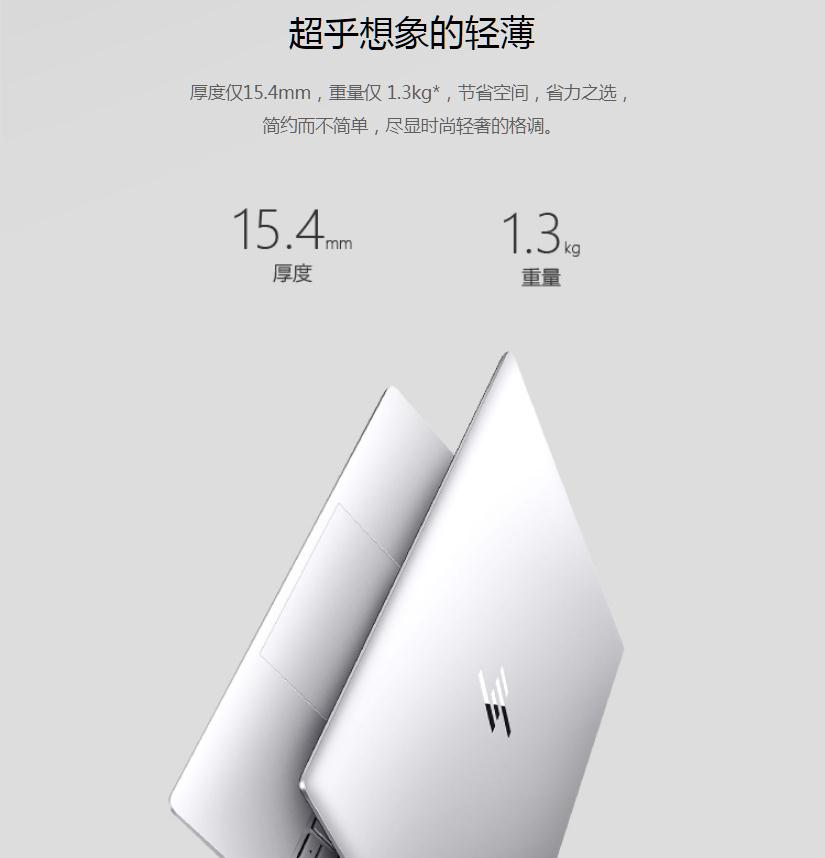 超乎想象的轻薄
厚度仅15.4mm，重量仅 1.3kg*，节省空间，省力之选，
简约而不简单，尽显时尚轻奢的格调。
15.4mm
1.3kg
厚度
重量